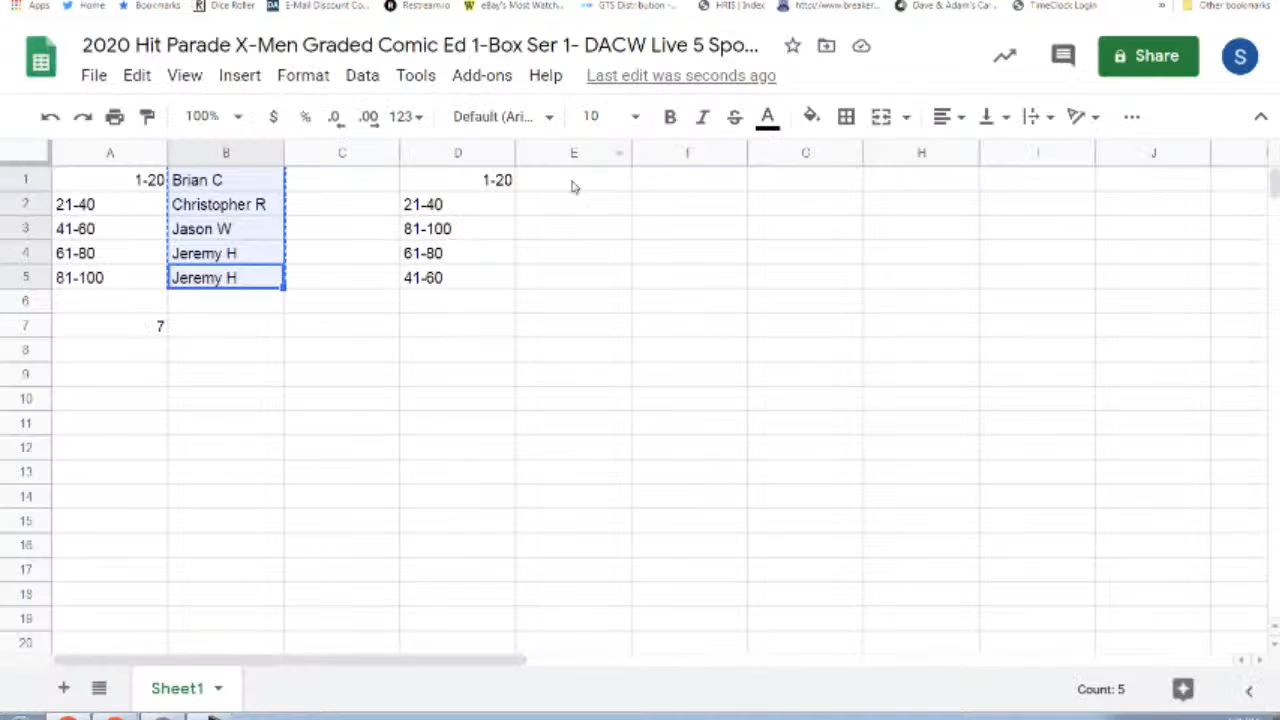 Apps Twitter Home Bookmarks Dice Roller E-Mail Discount Co... Restream.io eBay's Most Watch... GTS Distribution -... HRIS | Index http://www.breaker... Dave & Adam's Car... TimeClock Login » Other bookmarks
2020 Hit Parade X-Men Graded Comic Ed 1-Box Ser 1- DACW Live 5 Spo...
Share
S
File Edit View Insert Format Data Tools Add-ons Help Last edit was seconds ago
100% $ % .0 .00 123 Default (Ari... 10 B I S A ...
A B C D E F G H I J
1 1-20 Brian C 1-20
2 21-40 Christopher R 21-40
3 41-60 Jason W 81-100
4 61-80 Jeremy H 61-80
5 81-100 Jeremy H 41-60
6
7 7
8
9
10
11
12
13
14
15
16
17
18
19
20
+ Sheet1 Count: 5